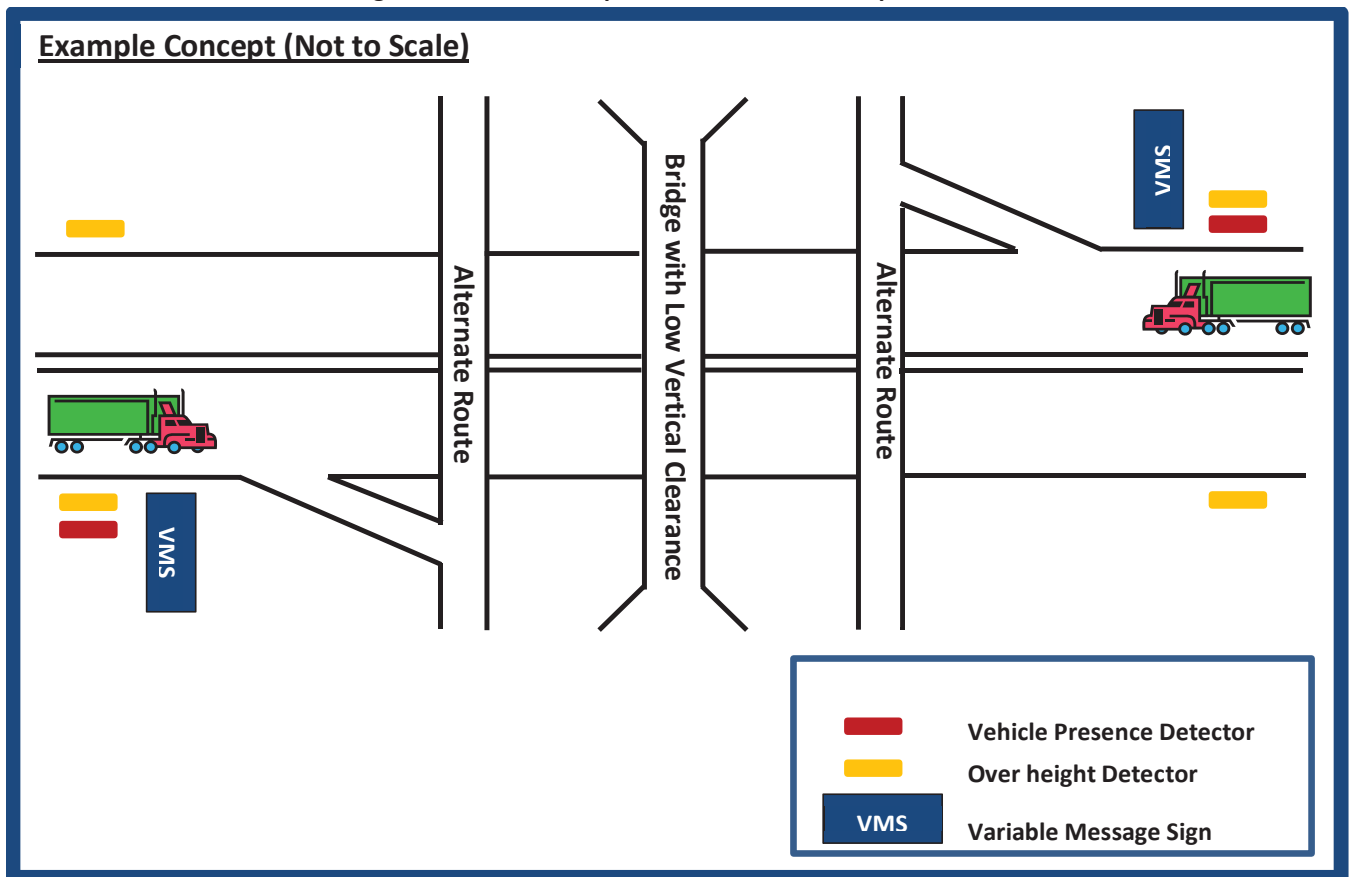 Example Concept (Not to Scale)
VMS
Bridge with Low Vertical Clearance
Alternate Route
Alternate Route
VMS
Vehicle Presence Detector
Over height Detector
VMS
Variable Message Sign